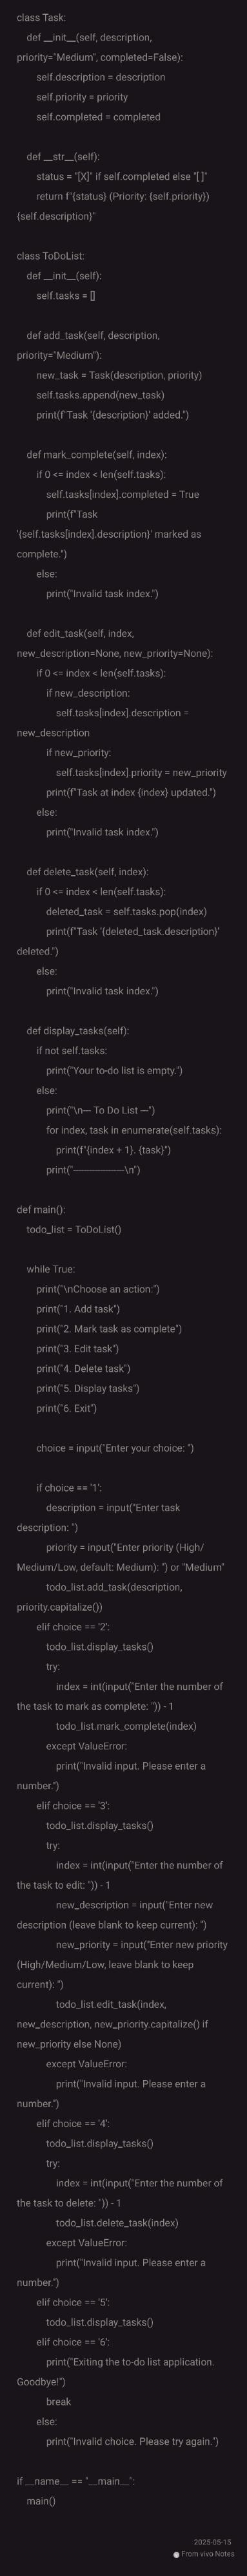 class Task:
def __init__(self, description,
priority="Medium", completed=False):
self.description = description
self.priority = priority
self.completed = completed
def __str__(self):
status = "[X]" if self.completed else "[ ]"
return f"{status} (Priority: {self.priority})
{self.description}"
class ToDoList:
def __init__(self):
self.tasks = []
def add_task(self, description,
priority="Medium"):
new_task = Task(description, priority)
self.tasks.append(new_task)
print(f"Task '{description}' added.")
def mark_complete(self, index):
if 0 <= index < len(self.tasks):
self.tasks[index].completed = True
print(f"Task
'{self.tasks[index].description}' marked as
complete.")
else:
print("Invalid task index.")
def edit_task(self, index,
new_description=None, new_priority=None):
if 0 <= index < len(self.tasks):
if new_description:
self.tasks[index].description =
new_description
if new_priority:
self.tasks[index].priority = new_priority
print(f"Task at index {index} updated.")
else:
print("Invalid task index.")
def delete_task(self, index):
if 0 <= index < len(self.tasks):
deleted_task = self.tasks.pop(index)
print(f"Task '{deleted_task.description}'
deleted.")
else:
print("Invalid task index.")
def display_tasks(self):
if not self.tasks:
print("Your to-do list is empty.")
else:
print("\n--- To Do List ---")
for index, task in enumerate(self.tasks):
print(f"{index + 1}. {task}")
print("------------------\n")
def main():
todo_list = ToDoList()
while True:
print("\nChoose an action:")
print("1. Add task")
print("2. Mark task as complete")
print("3. Edit task")
print("4. Delete task")
print("5. Display tasks")
print("6. Exit")
choice = input("Enter your choice: ")
if choice == '1':
description = input("Enter task
description: ")
priority = input("Enter priority (High/
Medium/Low, default: Medium): ") or "Medium"
todo_list.add_task(description,
priority.capitalize())
elif choice == '2':
todo_list.display_tasks()
try:
index = int(input("Enter the number of
the task to mark as complete: ")) - 1
todo_list.mark_complete(index)
except ValueError:
print("Invalid input. Please enter a
number.")
elif choice == '3':
todo_list.display_tasks()
try:
index = int(input("Enter the number of
the task to edit: ")) - 1
new_description = input("Enter new
description (leave blank to keep current): ")
new_priority = input("Enter new priority
(High/Medium/Low, leave blank to keep
current): ")
todo_list.edit_task(index,
new_description, new_priority.capitalize() if
new_priority else None)
except ValueError:
print("Invalid input. Please enter a
number.")
elif choice == '4':
todo_list.display_tasks()
try:
index = int(input("Enter the number of
the task to delete: ")) - 1
todo_list.delete_task(index)
except ValueError:
print("Invalid input. Please enter a
number.")
elif choice == '5':
todo_list.display_tasks()
elif choice == '6':
print("Exiting the to-do list application.
Goodbye!")
break
else:
print("Invalid choice. Please try again.")
if __name__ == "__main__":
main()
2025-05-15
From vivo Notes